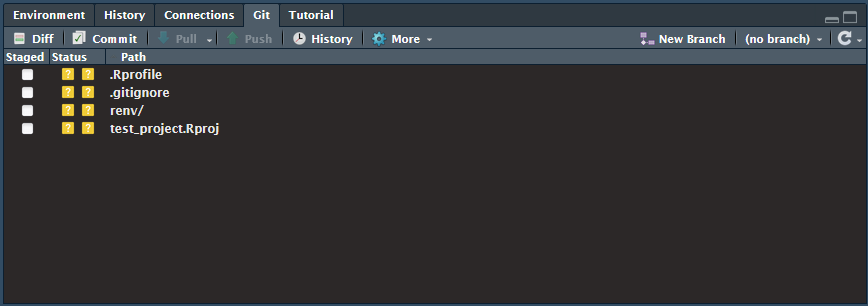 Environment History Connections Git Tutorial
Diff Commit Pull Push History More New Branch (no branch)
Staged Status Path
? ? .Rprofile
? ? .gitignore
? ? renv/
? ? test_project.Rproj